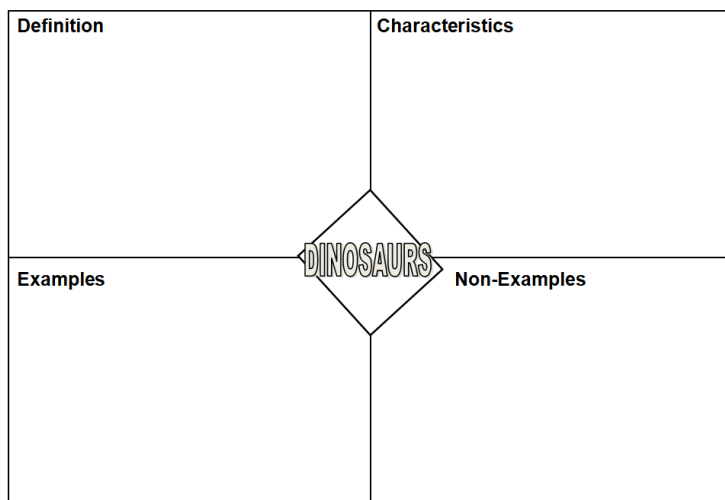 Definition
Characteristics
DINOSAURS
Examples
Non-Examples